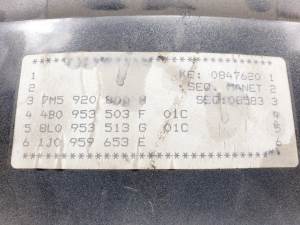 ********************************
1 KE: 0847620 1
2 SEQ. MANET 2
3 7M5 920 800 H SEQ:08583 3
4 4B0 953 503 F 01C 4
5 8L0 953 513 G 01C 5
6 1J0 959 653 E 6
********************************